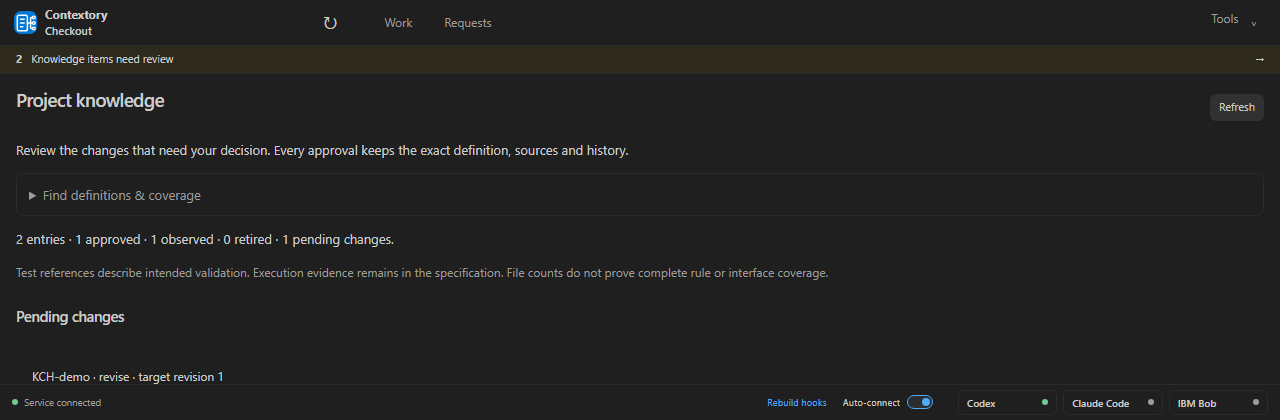 Contextory
Checkout
↻ Work Requests Tools
2 Knowledge items need review →
Project knowledge
Refresh
Review the changes that need your decision. Every approval keeps the exact definition, sources and history.
▶ Find definitions & coverage
2 entries · 1 approved · 1 observed · 0 retired · 1 pending changes.
Test references describe intended validation. Execution evidence remains in the specification. File counts do not prove complete rule or interface coverage.
Pending changes
KCH-demo · revise · target revision 1
Service connected Rebuild hooks Auto-connect Codex Claude Code IBM Bob